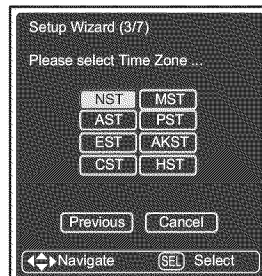 Setup Wizard (3/7)
Please select Time Zone ...
NST MST
AST PST
EST AKST
CST HST
Previous Cancel
Navigate SEL Select